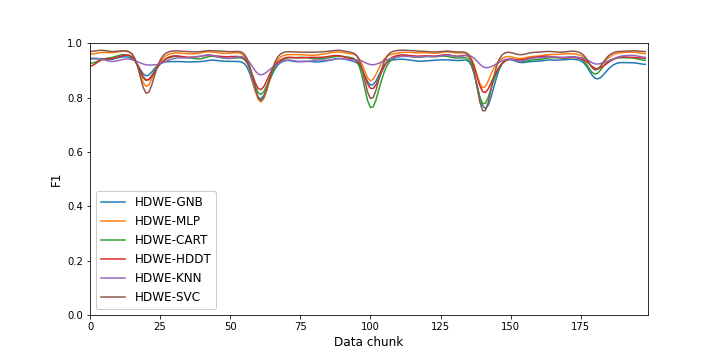 1.0
0.8
0.6
0.4
0.2
0.0
F1
HDWE-GNB
HDWE-MLP
HDWE-CART
HDWE-HDDT
HDWE-KNN
HDWE-SVC
0 25 50 75 100 125 150 175
Data chunk